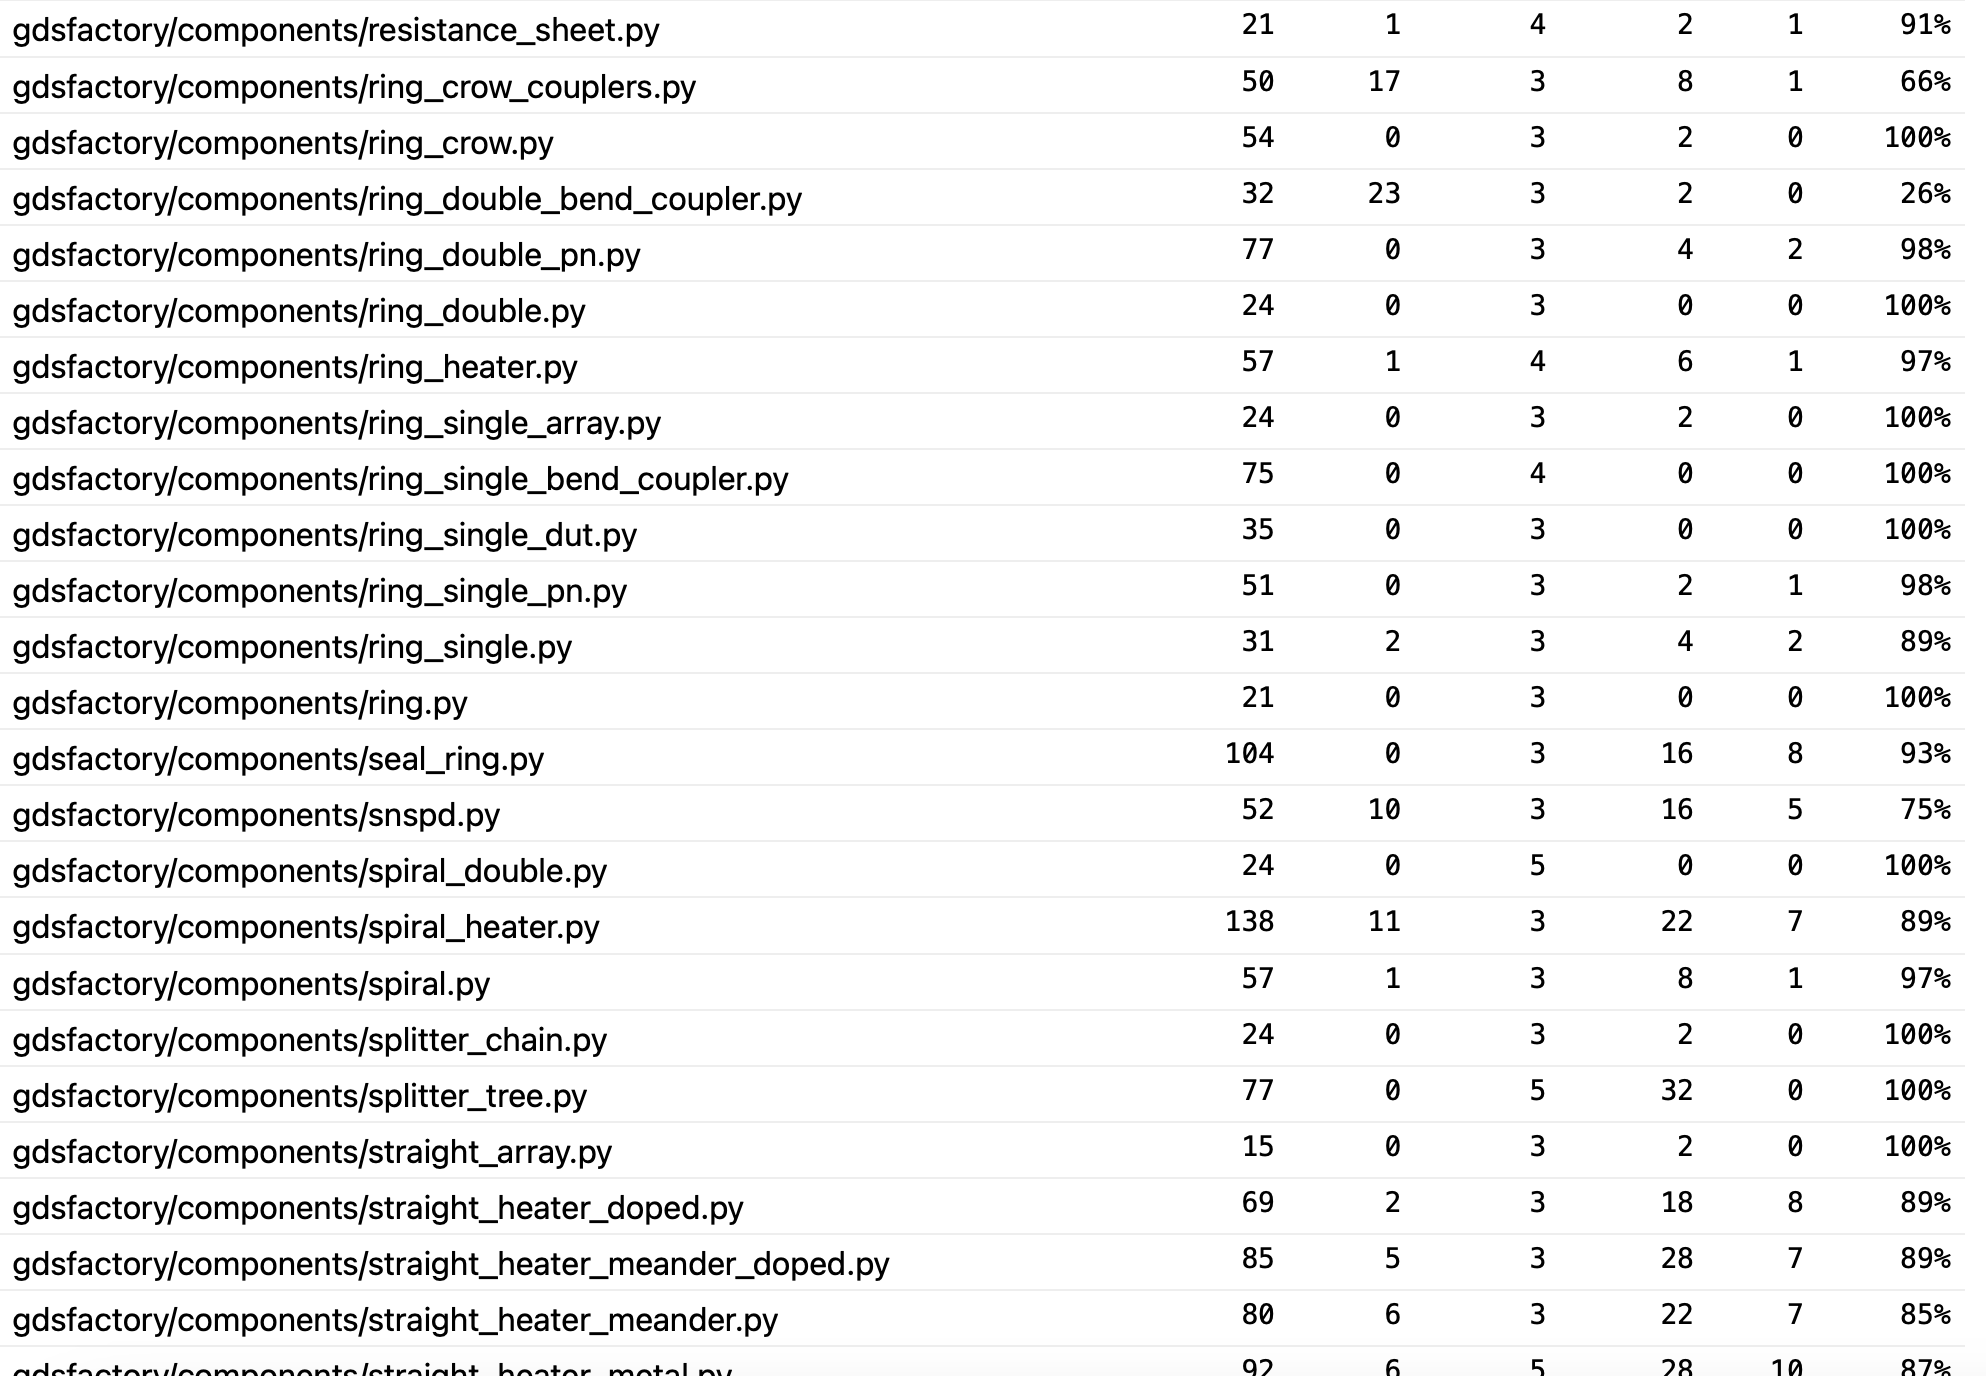 gdsfactory/components/resistance_sheet.py 21 1 4 2 1 91%
gdsfactory/components/ring_crow_couplers.py 50 17 3 8 1 66%
gdsfactory/components/ring_crow.py 54 0 3 2 0 100%
gdsfactory/components/ring_double_bend_coupler.py 32 23 3 2 0 26%
gdsfactory/components/ring_double_pn.py 77 0 3 4 2 98%
gdsfactory/components/ring_double.py 24 0 3 0 0 100%
gdsfactory/components/ring_heater.py 57 1 4 6 1 97%
gdsfactory/components/ring_single_array.py 24 0 3 2 0 100%
gdsfactory/components/ring_single_bend_coupler.py 75 0 4 0 0 100%
gdsfactory/components/ring_single_dut.py 35 0 3 0 0 100%
gdsfactory/components/ring_single_pn.py 51 0 3 2 1 98%
gdsfactory/components/ring_single.py 31 2 3 4 2 89%
gdsfactory/components/ring.py 21 0 3 0 0 100%
gdsfactory/components/seal_ring.py 104 0 3 16 8 93%
gdsfactory/components/snspd.py 52 10 3 16 5 75%
gdsfactory/components/spiral_double.py 24 0 5 0 0 100%
gdsfactory/components/spiral_heater.py 138 11 3 22 7 89%
gdsfactory/components/spiral.py 57 1 3 8 1 97%
gdsfactory/components/splitter_chain.py 24 0 3 2 0 100%
gdsfactory/components/splitter_tree.py 77 0 5 32 0 100%
gdsfactory/components/straight_array.py 15 0 3 2 0 100%
gdsfactory/components/straight_heater_doped.py 69 2 3 18 8 89%
gdsfactory/components/straight_heater_meander_doped.py 85 5 3 28 7 89%
gdsfactory/components/straight_heater_meander.py 80 6 3 22 7 85%
gdsfactory/components/straight_heater_metal.py 92 6 5 28 10 87%